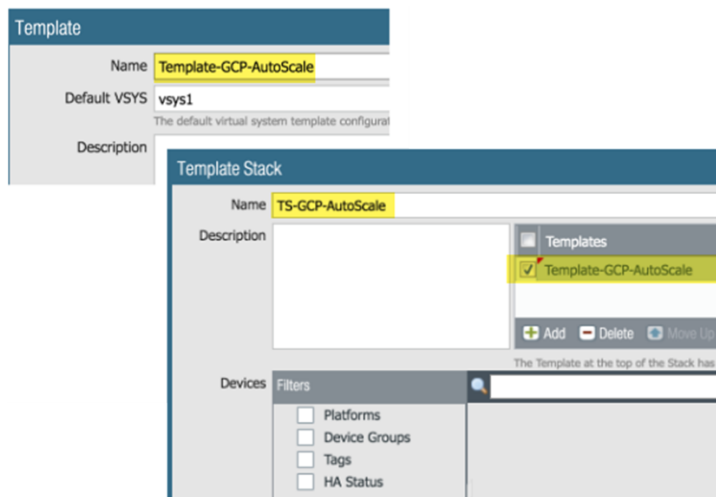 Template
Name Template-GCP-AutoScale
Default VSYS vsys1
The default virtual system template configurat
Description
Template Stack
Name TS-GCP-AutoScale
Description
Templates
Template-GCP-AutoScale
Add Delete Move Up
The Template at the top of the Stack has
Devices Filters
Platforms
Device Groups
Tags
HA Status